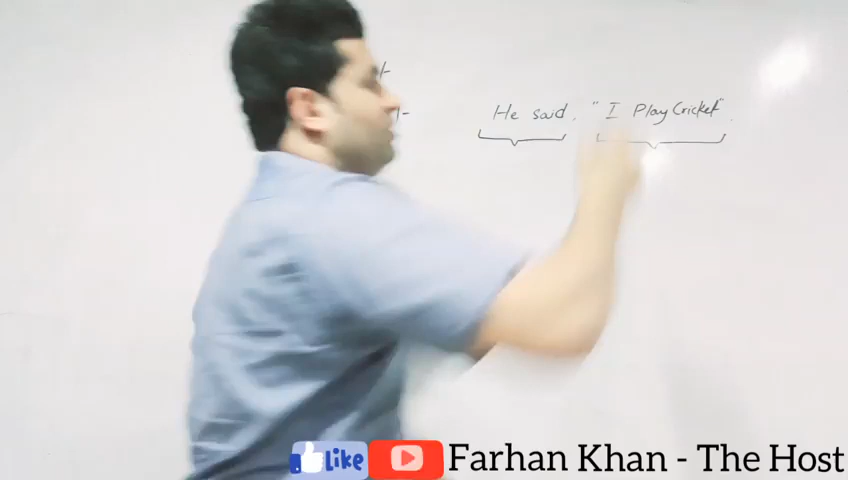 He said, "I Play Cricket".
Like
Farhan Khan - The Host